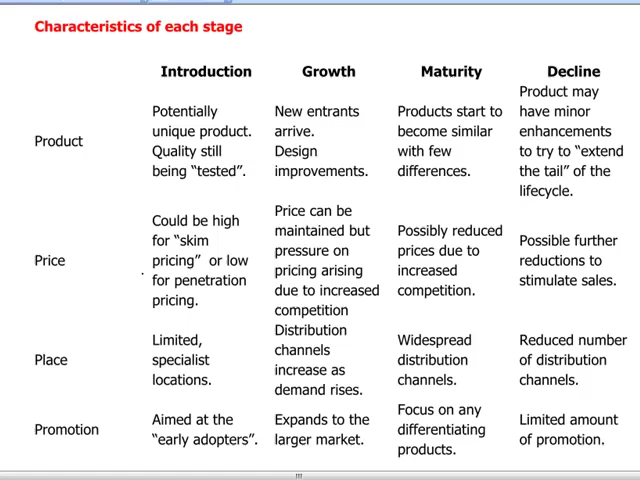 Characteristics of each stage
Introduction Growth Maturity Decline
Product
Potentially
unique product.
Quality still
being “tested”.
New entrants
arrive.
Design
improvements.
Products start to
become similar
with few
differences.
Product may
have minor
enhancements
to try to “extend
the tail” of the
lifecycle.
Price
Could be high
for “skim
pricing” or low
for penetration
pricing.
Price can be
maintained but
pressure on
pricing arising
due to increased
competition
Possibly reduced
prices due to
increased
competition.
Possible further
reductions to
stimulate sales.
Place
Limited,
specialist
locations.
Distribution
channels
increase as
demand rises.
Widespread
distribution
channels.
Reduced number
of distribution
channels.
Promotion
Aimed at the
“early adopters”.
Expands to the
larger market.
Focus on any
differentiating
products.
Limited amount
of promotion.